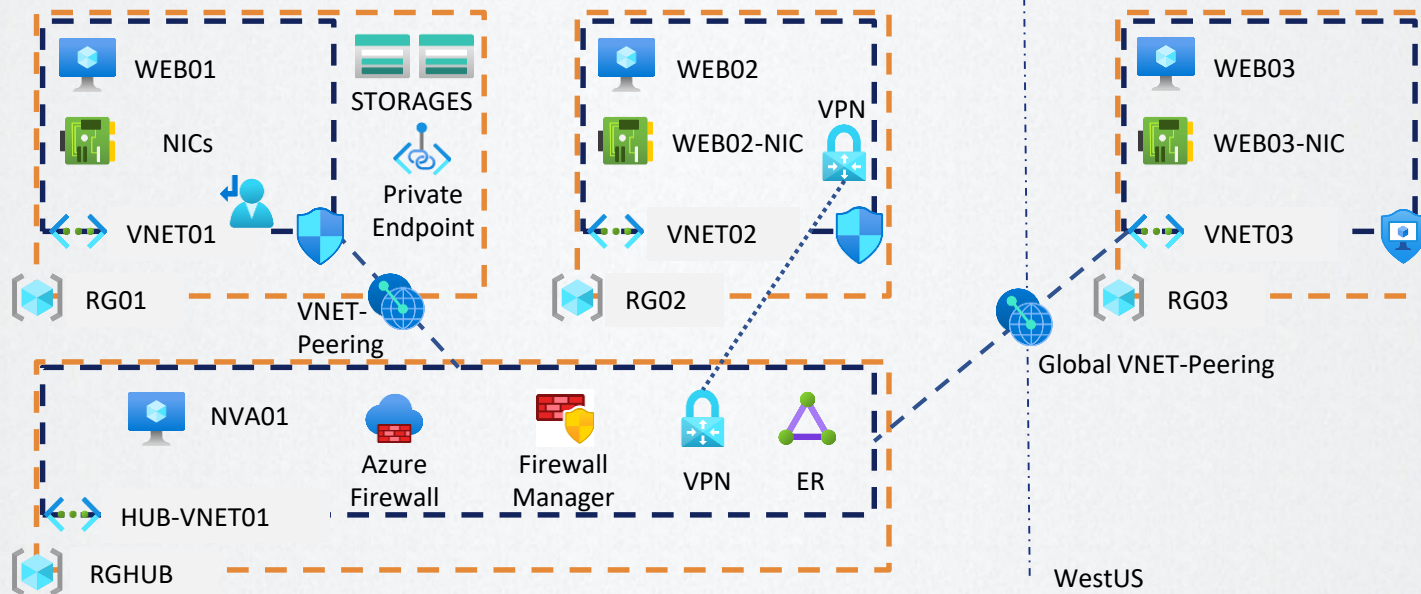 WEB01
NICs
VNET01
STORAGES
Private
Endpoint
RG01
VNET-
Peering
WEB02
VPN
WEB02-NIC
VNET02
RG02
WEB03
WEB03-NIC
VNET03
RG03
Global VNET-Peering
NVA01
Azure
Firewall
Firewall
Manager
VPN
ER
HUB-VNET01
RGHUB
WestUS